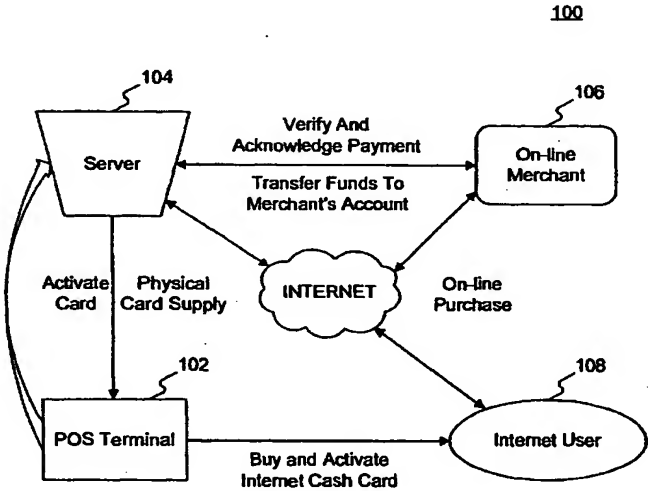 100
104
106
Server
Verify And
Acknowledge Payment
Transfer Funds To
Merchant's Account
On-line
Merchant
INTERNET
On-line
Purchase
Activate
Card
Physical
Card Supply
102
108
POS Terminal
Internet User
Buy and Activate
Internet Cash Card